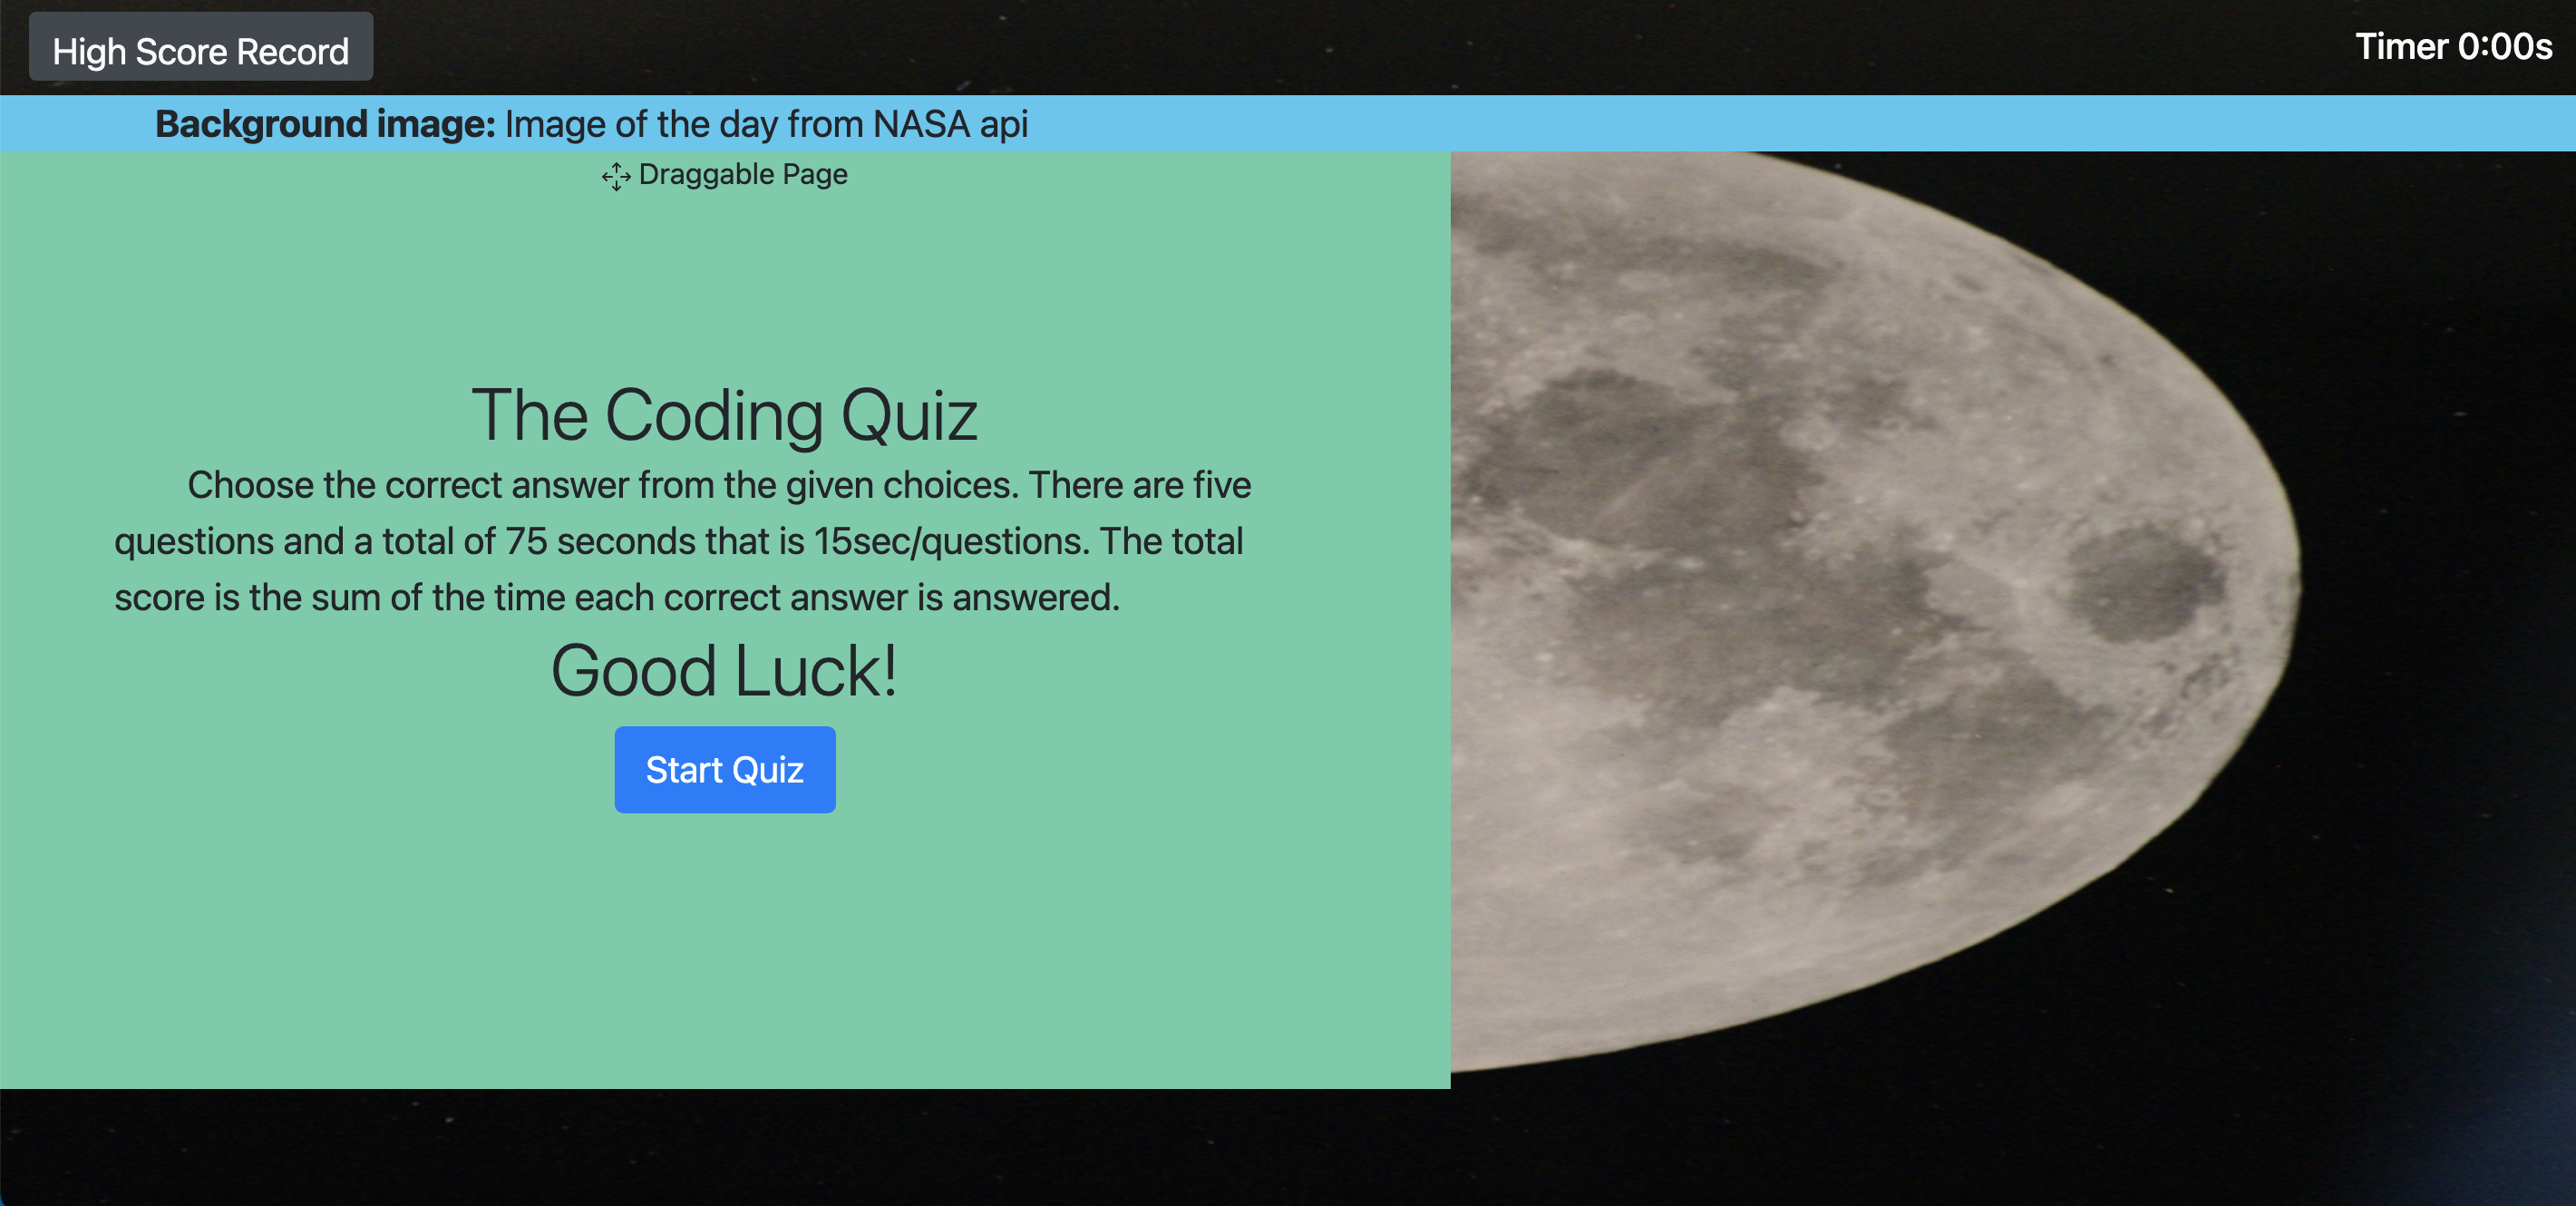 High Score Record
Timer 0:00s
Background image: Image of the day from NASA api
Draggable Page
The Coding Quiz
Choose the correct answer from the given choices. There are five
questions and a total of 75 seconds that is 15sec/questions. The total
score is the sum of the time each correct answer is answered.
Good Luck!
Start Quiz